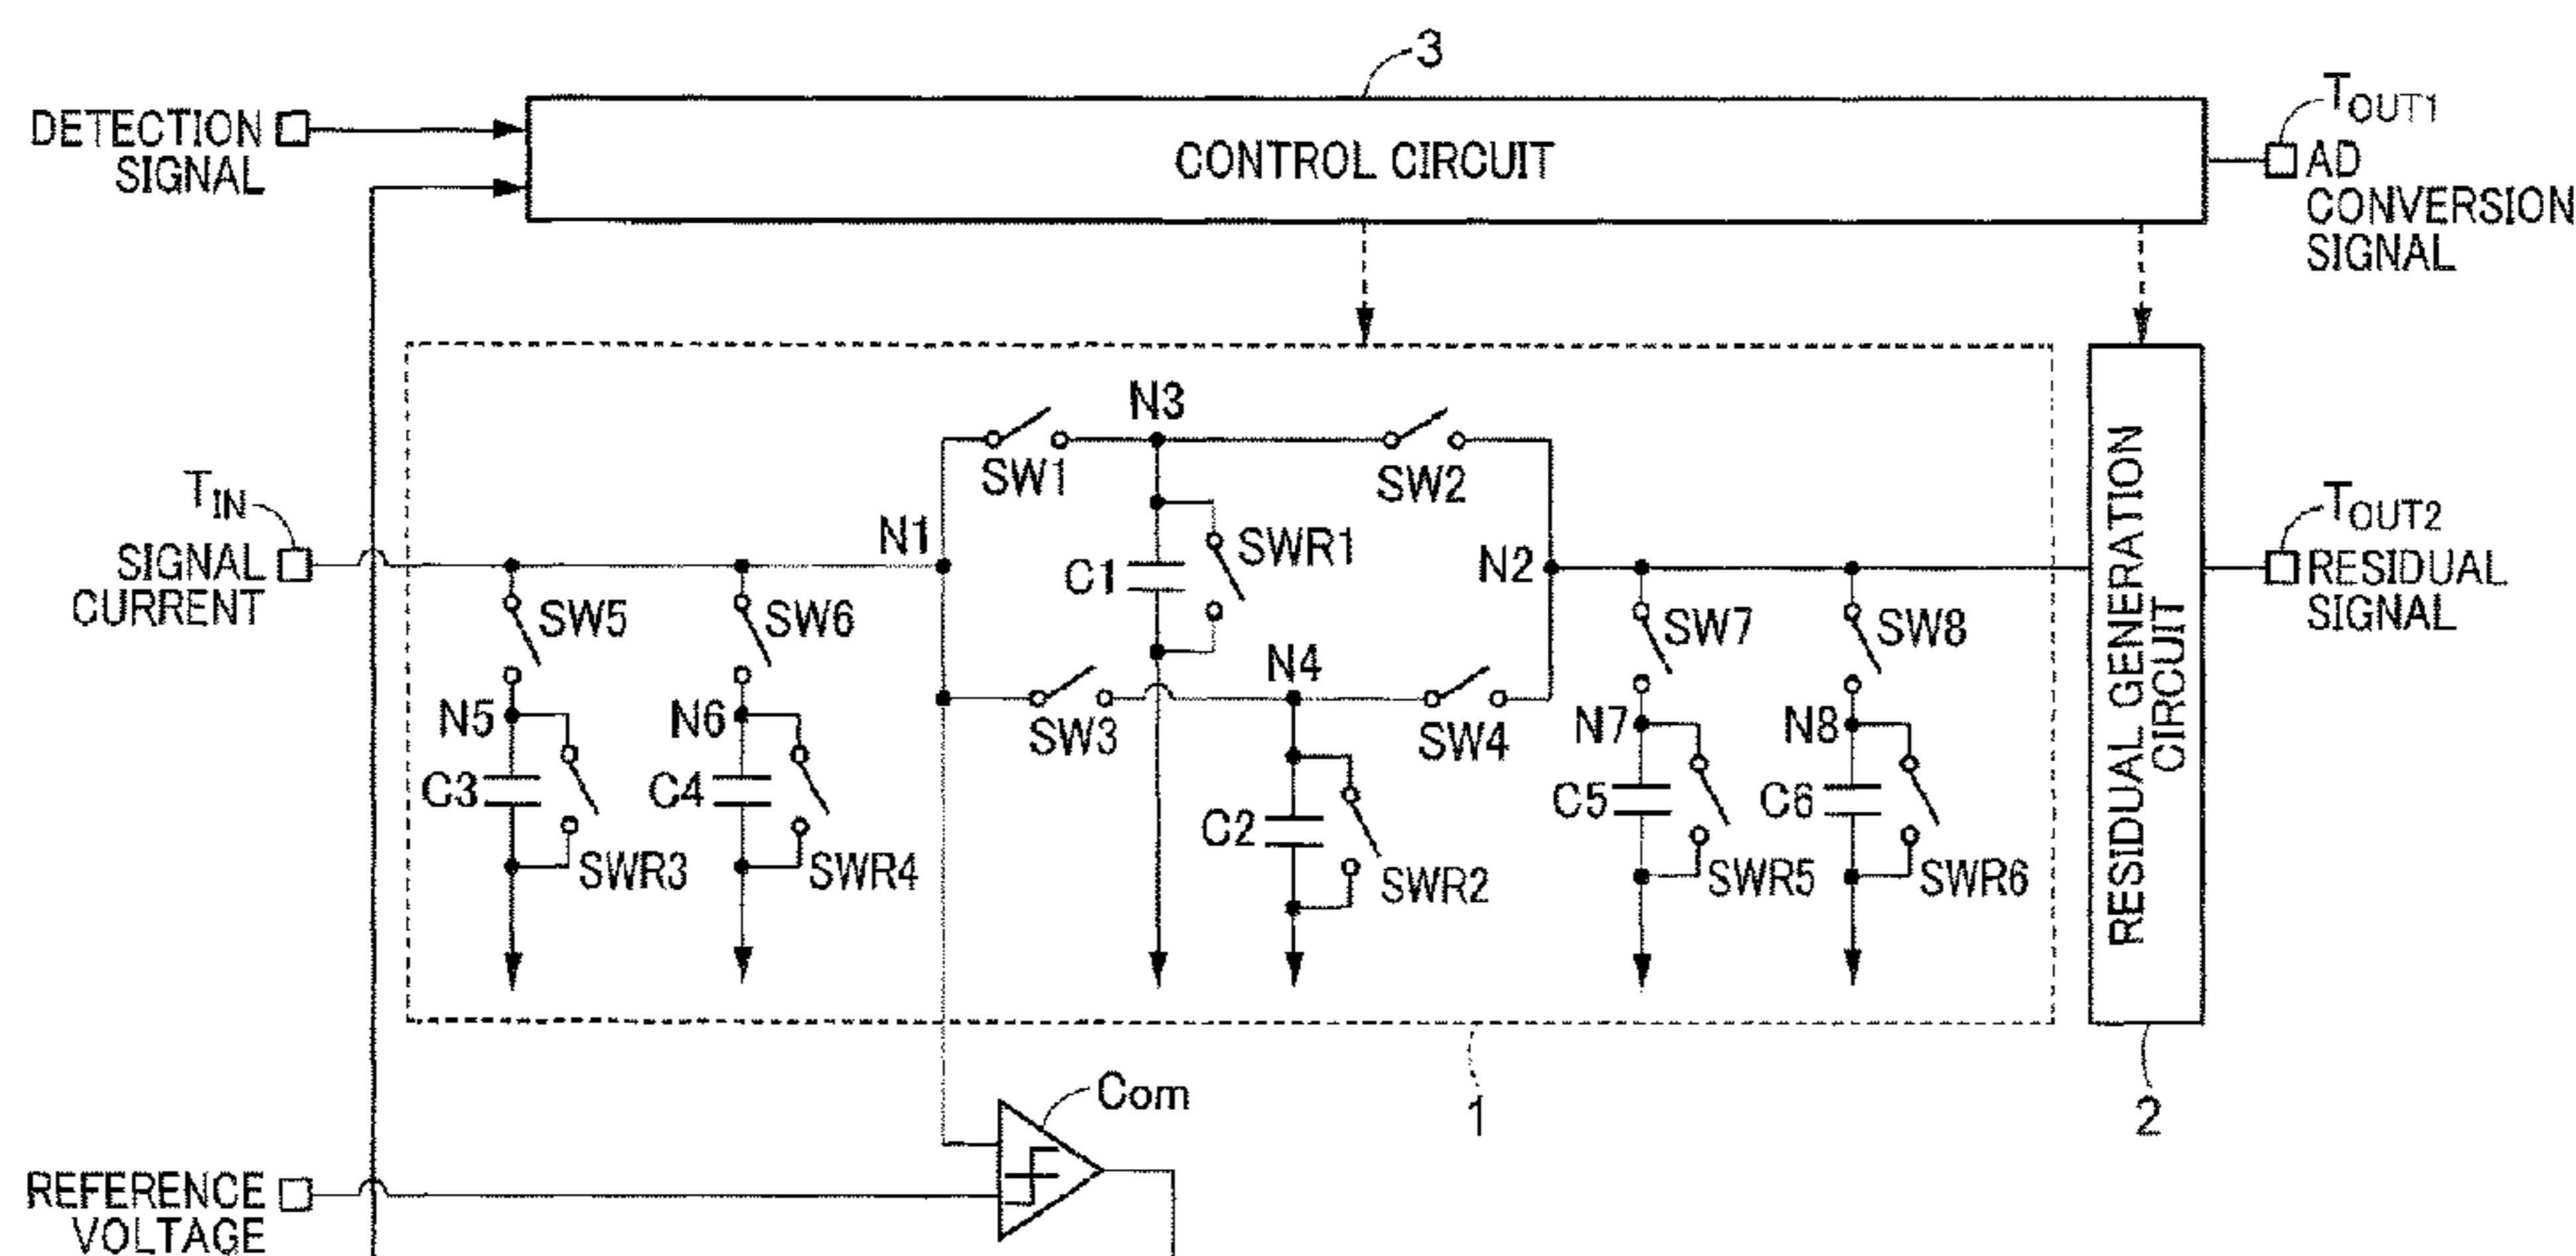 3
DETECTION
SIGNAL
CONTROL CIRCUIT
TOUT1
AD
CONVERSION
SIGNAL
TIN
SIGNAL
CURRENT
N1
N3
SW1
SW2
C1
SWR1
N2
SW5
SW6
SW3
N4
SW4
SW7
SW8
N5
N6
N7
N8
C3
C4
C2
C5
C6
SWR3
SWR4
SWR2
SWR5
SWR6
RESIDUAL GENERATION
CIRCUIT
TOUT2
RESIDUAL
SIGNAL
Com
1
2
REFERENCE
VOLTAGE